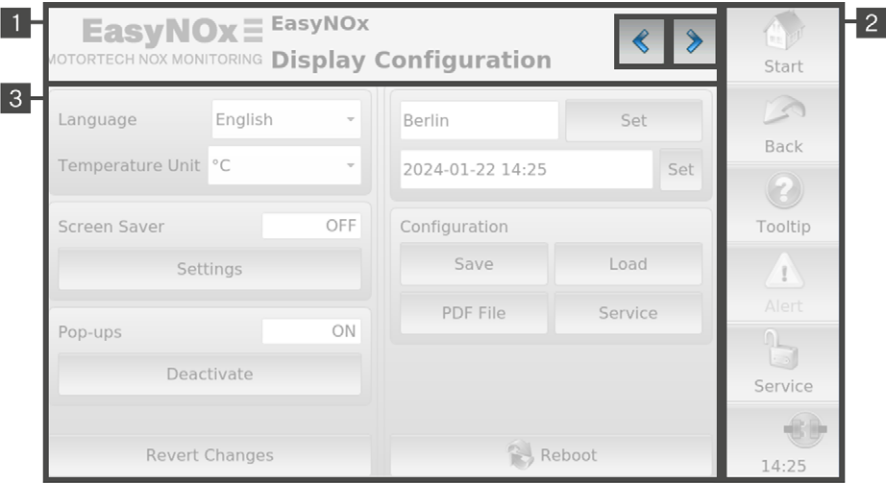 1
EasyNOx
MOTORTECH NOX MONITORING
EasyNOx
Display Configuration
2
Start
Back
Tooltip
Alert
Service
14:25
3
Language
English
Temperature Unit
°C
Screen Saver
OFF
Settings
Pop-ups
ON
Deactivate
Revert Changes
Berlin
Set
2024-01-22 14:25
Set
Configuration
Save
Load
PDF File
Service
Reboot